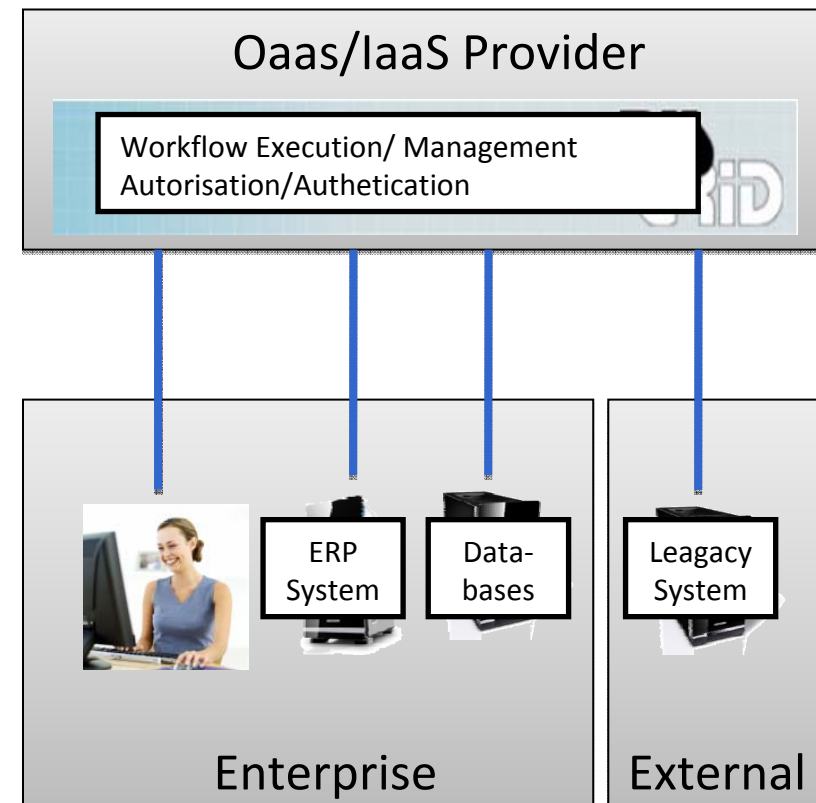 Oaas/IaaS Provider
Workflow Execution/ Management
Autorisation/Authetication
ERP
System
Data-
bases
Leagacy
System
Enterprise
External